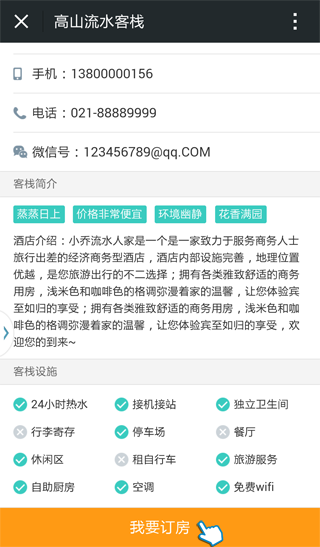 高山流水客栈
手机：13800000156
电话：021-88889999
微信号：123456789@qq.COM
客栈简介
蒸蒸日上 价格非常便宜 环境幽静 花香满园
酒店介绍：小乔流水人家是一个是一家致力于服务商务人士
旅行出差的经济商务型酒店，酒店内部设施完善，地理位置
优越，是您旅游出行的不二选择；拥有各类雅致舒适的商务
用房，浅米色和咖啡色的格调弥漫着家的温馨，让您体验宾
至如归的享受；拥有各类雅致舒适的商务用房，浅米色和咖
啡色的格调弥漫着家的温馨，让您体验宾至如归的享受，欢
迎您的到来~
客栈设施
24小时热水 接机接站 独立卫生间
行李寄存 停车场 餐厅
休闲区 租自行车 旅游服务
自助厨房 空调 免费wifi
我要订房